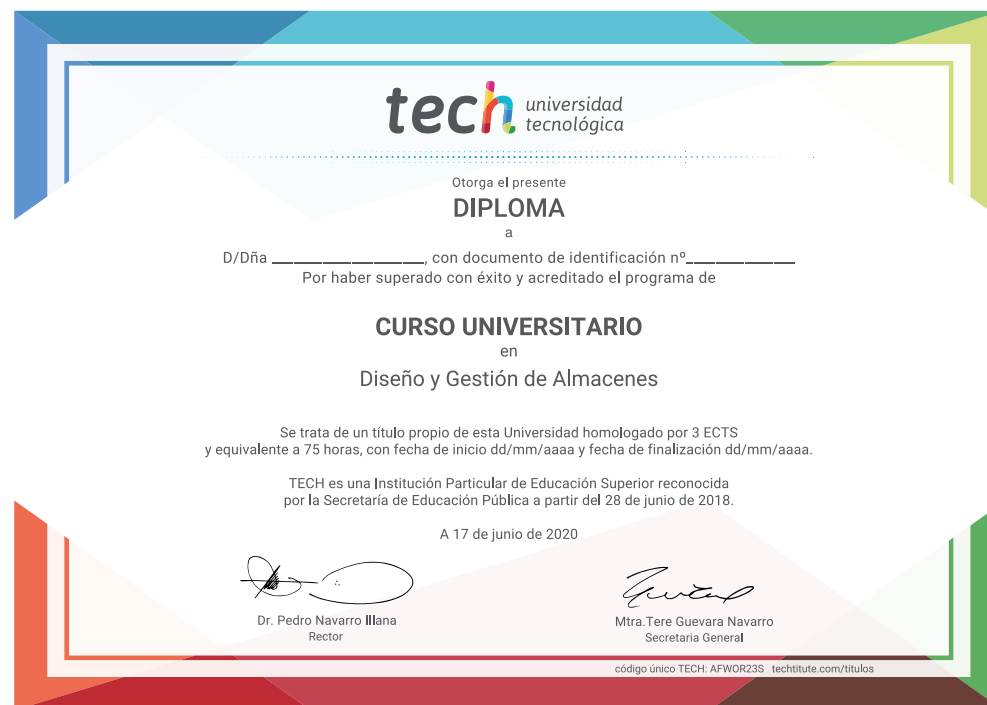 tech universidad
tecnológica
Otorga el presente
DIPLOMA
a
D/Dña ______________, con documento de identificación nº__________
Por haber superado con éxito y acreditado el programa de
CURSO UNIVERSITARIO
en
Diseño y Gestión de Almacenes
Se trata de un título propio de esta Universidad homologado por 3 ECTS
y equivalente a 75 horas, con fecha de inicio dd/mm/aaaa y fecha de finalización dd/mm/aaaa.
TECH es una Institución Particular de Educación Superior reconocida
por la Secretaría de Educación Pública a partir del 28 de junio de 2018.
A 17 de junio de 2020
Dr. Pedro Navarro Illana
Rector
Mtra.Tere Guevara Navarro
Secretaria General
código único TECH: AFWOR23S techtitute.com/titulos